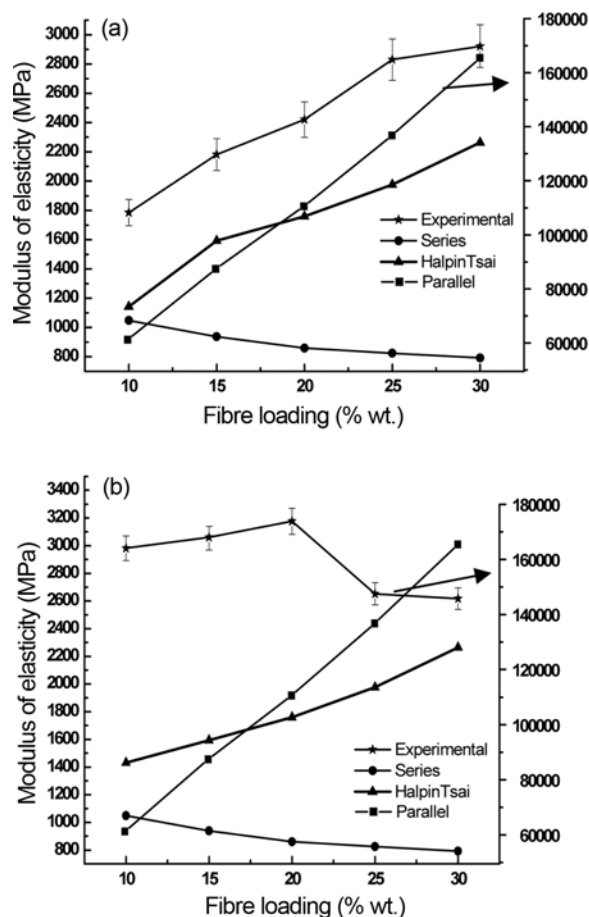 (a)
3000
2800
2600
2400
2200
2000
1800
1600
1400
1200
1000
800
Modulus of elasticity (MPa)
180000
160000
140000
120000
100000
80000
60000
Experimental
Series
HalpinTsai
Parallel
10 15 20 25 30
Fibre loading (% wt.)
(b)
3400
3200
3000
2800
2600
2400
2200
2000
1800
1600
1400
1200
1000
800
Modulus of elasticity (MPa)
180000
160000
140000
120000
100000
80000
60000
Experimental
Series
HalpinTsai
Parallel
10 15 20 25 30
Fibre loading (% wt.)